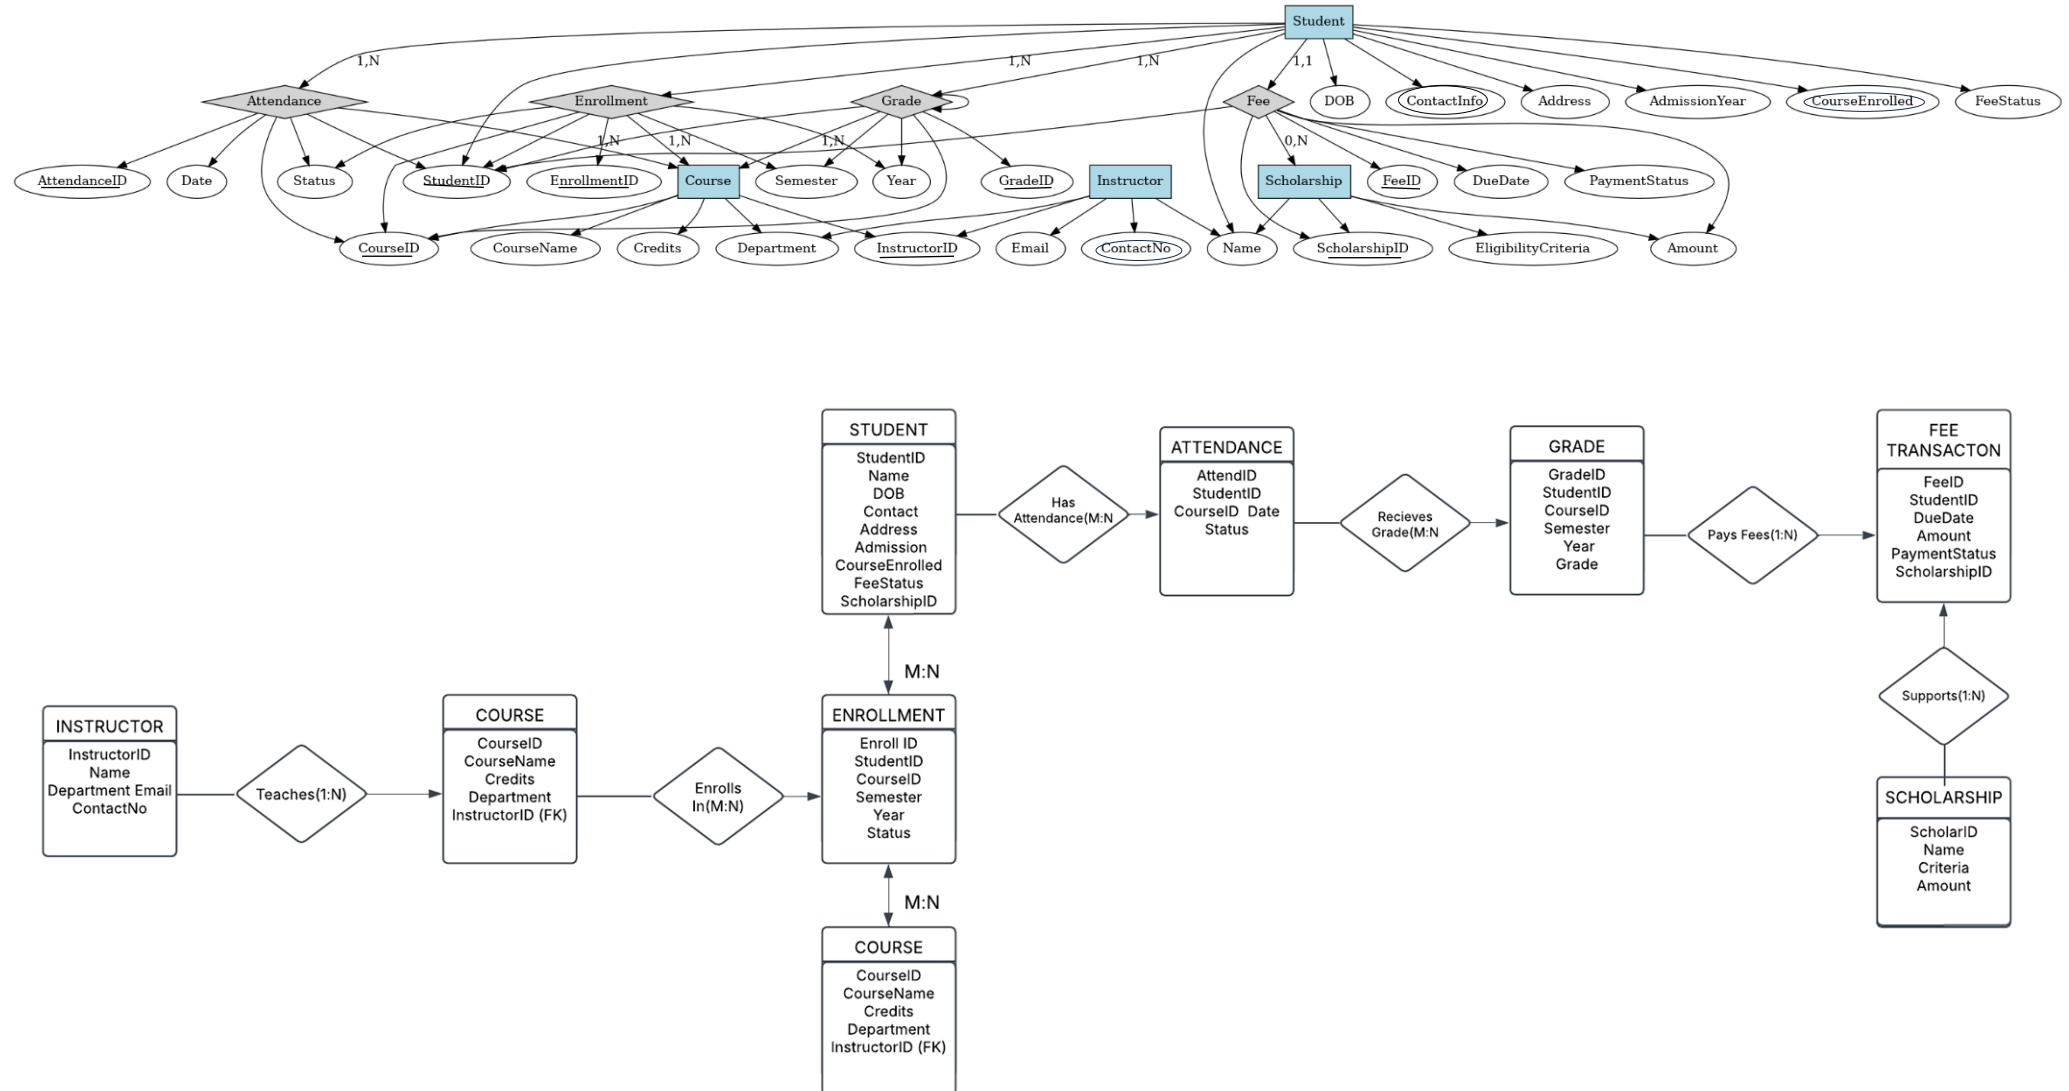 Student
1,N
1,N
1,N
1,1
Attendance
Enrollment
Grade
Fee
DOB
ContactInfo
Address
AdmissionYear
CourseEnrolled
FeeStatus
1,N
1,N
1,N
0,N
AttendanceID
Date
Status
StudentID
EnrollmentID
Course
Semester
Year
GradeID
Instructor
Scholarship
FeeID
DueDate
PaymentStatus
CourseID
CourseName
Credits
Department
InstructorID
Email
ContactNo
Name
ScholarshipID
EligibilityCriteria
Amount
STUDENT
StudentID
Name
DOB
Contact
Address
Admission
CourseEnrolled
FeeStatus
ScholarshipID
Has
Attendance(M:N
ATTENDANCE
AttendID
StudentID
CourseID Date
Status
Recieves
Grade(M:N
GRADE
GradeID
StudentID
CourseID
Semester
Year
Grade
Pays Fees(1:N)
FEE
TRANSACTON
FeeID
StudentID
DueDate
Amount
PaymentStatus
ScholarshipID
M:N
Supports(1:N)
INSTRUCTOR
InstructorID
Name
Department Email
ContactNo
Teaches(1:N)
COURSE
CourseID
CourseName
Credits
Department
InstructorID (FK)
Enrolls
In(M:N)
ENROLLMENT
Enroll ID
StudentID
CourseID
Semester
Year
Status
SCHOLARSHIP
ScholarID
Name
Criteria
Amount
M:N
COURSE
CourseID
CourseName
Credits
Department
InstructorID (FK)